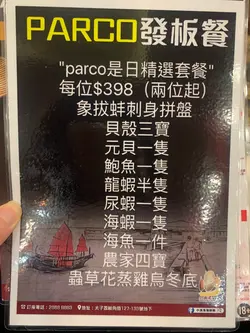 PARCO發板餐
"parco是日精選套餐"
每位$398（兩位起）
象拔蚌刺身拼盤
貝殼三寶
元貝一隻
鮑魚一隻
龍蝦半隻
尿蝦一隻
海蝦一隻
海魚一件
農家四寶
蟲草花蒸雞烏冬底